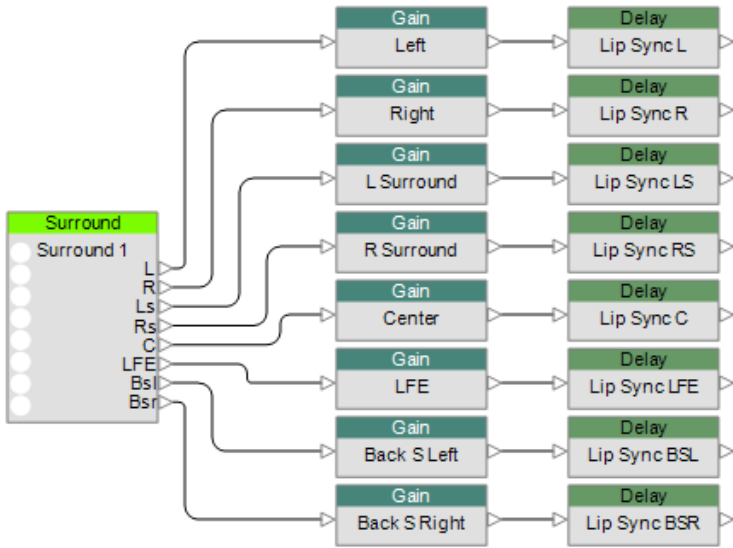 Surround
Surround 1
L
R
Ls
Rs
C
LFE
Bsl
Bsr
Gain
Left
Delay
Lip Sync L
Gain
Right
Delay
Lip Sync R
Gain
L Surround
Delay
Lip Sync LS
Gain
R Surround
Delay
Lip Sync RS
Gain
Center
Delay
Lip Sync C
Gain
LFE
Delay
Lip Sync LFE
Gain
Back S Left
Delay
Lip Sync BSL
Gain
Back S Right
Delay
Lip Sync BSR